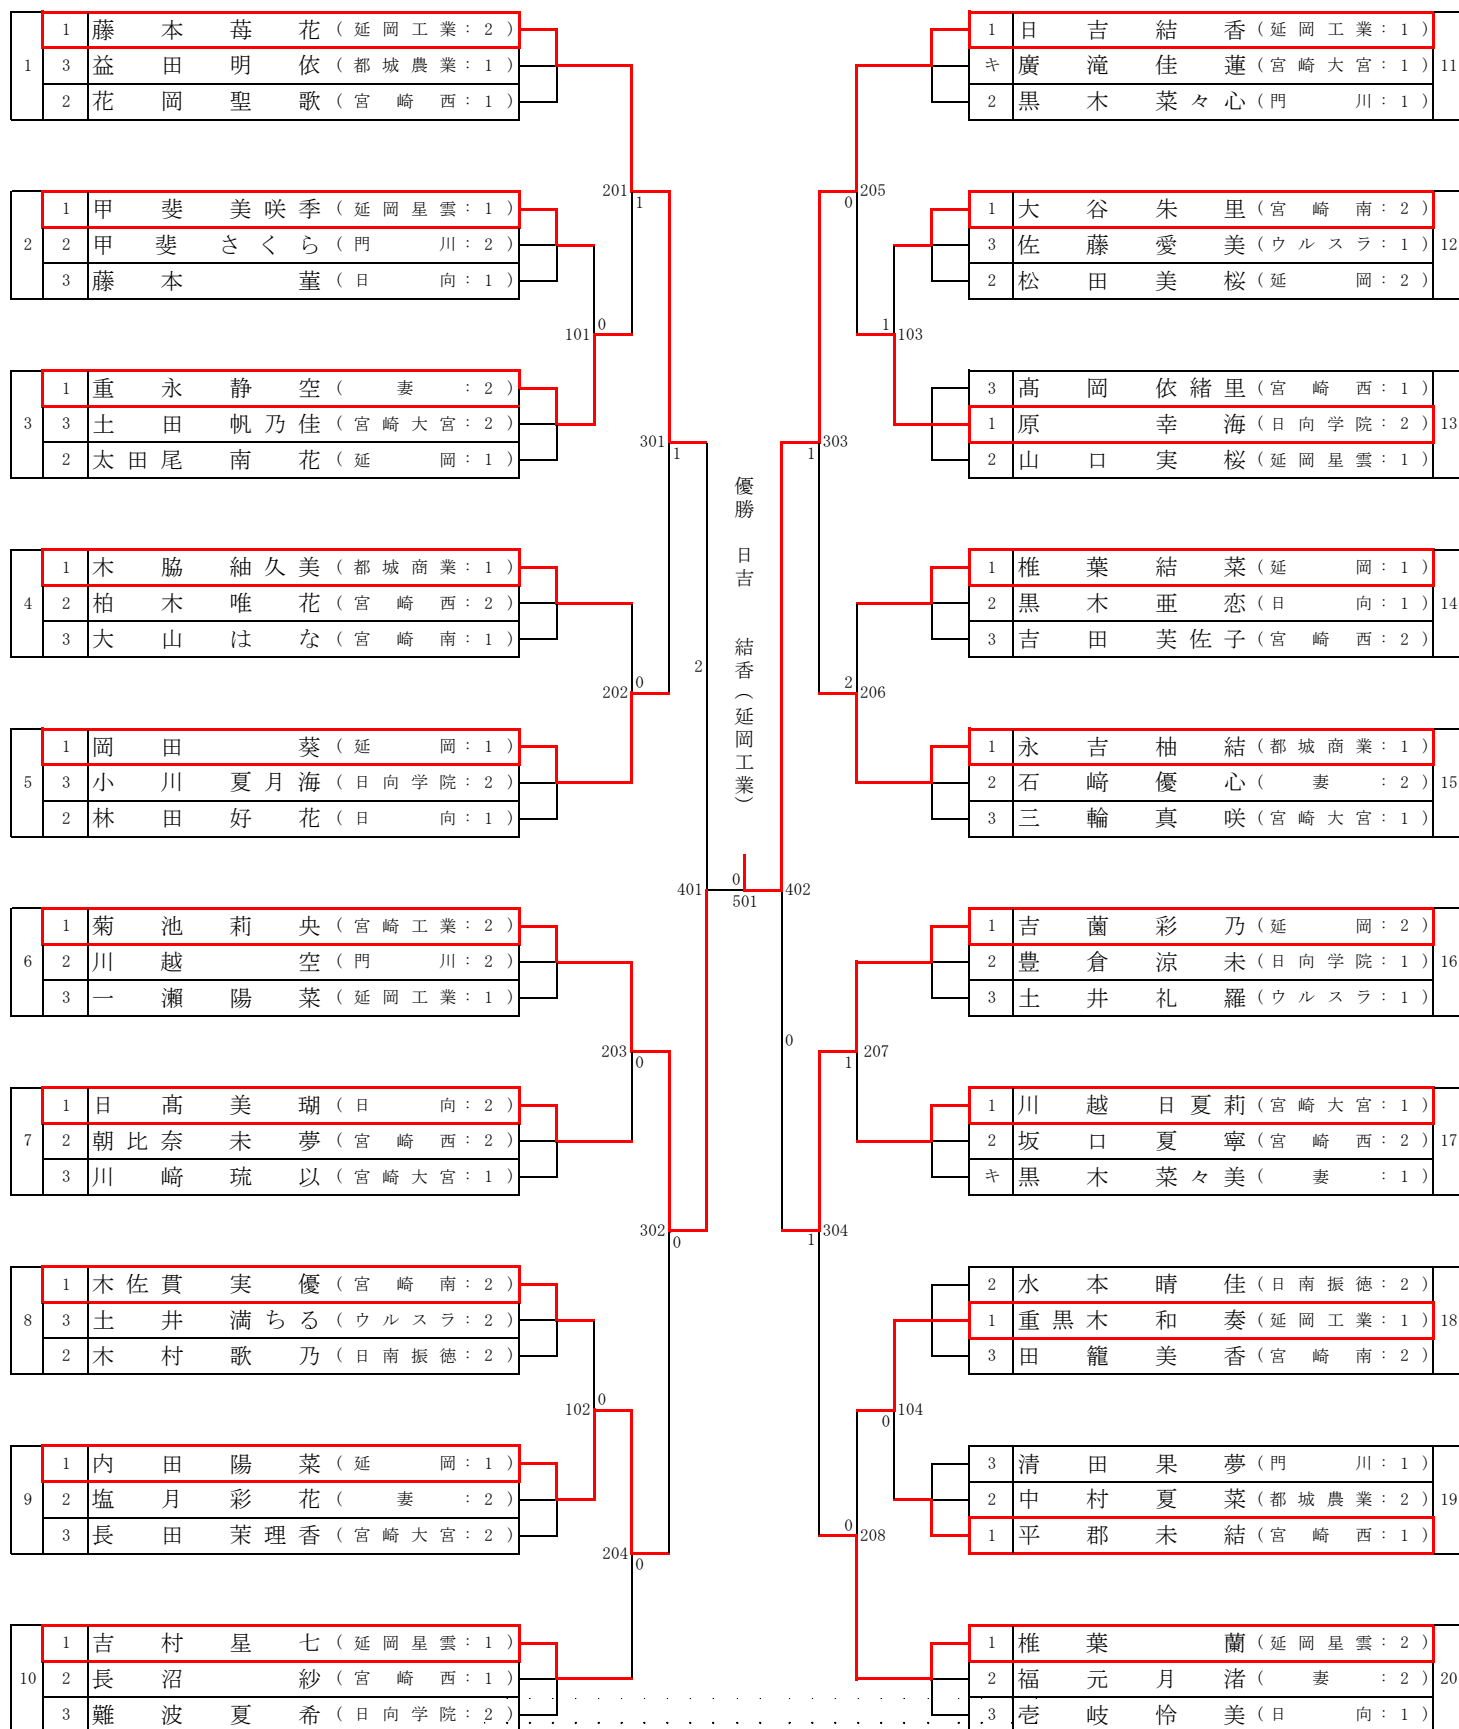 1
1 藤本苺花 (延岡工業:2)
3 益田明依 (都城農業:1)
2 花岡聖歌 (宮崎西:1)
2
1 甲斐美咲季 (延岡星雲:1)
2 甲斐さくら (門川:2)
3 藤本菫 (日向:1)
3
1 重永静空 (妻:2)
3 土田帆乃佳 (宮崎大宮:2)
2 太田尾南花 (延岡:1)
4
1 木脇紬久美 (都城商業:1)
2 柏木唯花 (宮崎西:2)
3 大山はな (宮崎南:1)
5
1 岡田葵 (延岡:1)
3 小川夏月海 (日向学院:2)
2 林田好花 (日向:1)
6
1 菊池莉央 (宮崎工業:2)
2 川越空 (門川:2)
3 一瀬陽菜 (延岡工業:1)
7
1 日髙美瑚 (日向:2)
2 朝比奈未夢 (宮崎西:2)
3 川﨑琉以 (宮崎大宮:1)
8
1 木佐貫実優 (宮崎南:2)
3 土井満ちる (ウルスラ:2)
2 木村歌乃 (日南振徳:2)
9
1 内田陽菜 (延岡:1)
2 塩月彩花 (妻:2)
3 長田茉理香 (宮崎大宮:2)
10
1 吉村星七 (延岡星雲:1)
2 長沼紗 (宮崎西:1)
3 難波夏希 (日向学院:2)
201
1
101
0
301
1
202
0
2
401
203
0
302
0
102
0
204
0
優勝 日吉 結香(延岡工業)
0
501
402
205
0
1
103
303
1
2
206
0
207
1
304
1
104
0
0
208
1 日吉結香 (延岡工業:1)
キ 廣滝佳蓮 (宮崎大宮:1)
2 黒木菜々心 (門川:1)
11
1 大谷朱里 (宮崎南:2)
3 佐藤愛美 (ウルスラ:1)
2 松田美桜 (延岡:2)
12
3 髙岡依緒里 (宮崎西:1)
1 原幸海 (日向学院:2)
2 山口実桜 (延岡星雲:1)
13
1 椎葉結菜 (延岡:1)
2 黒木亜恋 (日向:1)
3 吉田芙佐子 (宮崎西:2)
14
1 永吉柚結 (都城商業:1)
2 石﨑優心 (妻:2)
3 三輪真咲 (宮崎大宮:1)
15
1 吉薗彩乃 (延岡:2)
2 豊倉涼未 (日向学院:1)
3 土井礼羅 (ウルスラ:1)
16
1 川越日夏莉 (宮崎大宮:1)
2 坂口夏寧 (宮崎西:2)
キ 黒木菜々美 (妻:1)
17
2 水本晴佳 (日南振徳:2)
1 重黒木和奏 (延岡工業:1)
3 田籠美香 (宮崎南:2)
18
3 清田果夢 (門川:1)
2 中村夏菜 (都城農業:2)
1 平郡未結 (宮崎西:1)
19
1 椎葉蘭 (延岡星雲:2)
2 福元月渚 (妻:2)
3 壱岐怜美 (日向:1)
20